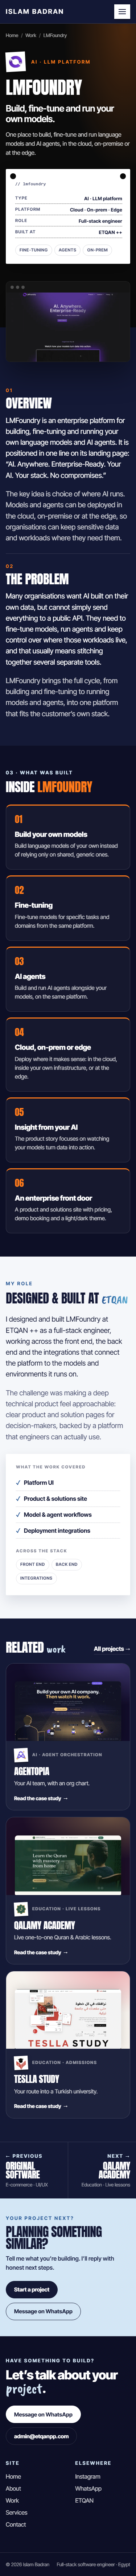 ISLAM BADRAN
Home / Work / LMFoundry
AI · LLM PLATFORM
LMFOUNDRY
Build, fine-tune and run your
own models.
One place to build, fine-tune and run language
models and AI agents, in the cloud, on-premise or
at the edge.
// lmfoundry
TYPE AI · LLM platform
PLATFORM Cloud · On-prem · Edge
ROLE Full-stack engineer
BUILT AT ETQAN ++
FINE-TUNING AGENTS ON-PREM
AI Anywhere.
Enterprise-Ready.
01
OVERVIEW
LMFoundry is an enterprise platform for
building, fine-tuning and running your
own language models and AI agents. It is
positioned in one line on its landing page:
“AI. Anywhere. Enterprise-Ready. Your
AI. Your stack. No compromises.”
The key idea is choice of where AI runs.
Models and agents can be deployed in
the cloud, on-premise or at the edge, so
organisations can keep sensitive data
and workloads where they need them.
02
THE PROBLEM
Many organisations want AI built on their
own data, but cannot simply send
everything to a public API. They need to
fine-tune models, run agents and keep
control over where the workloads live,
and that usually means stitching
together several separate tools.
LMFoundry brings the full cycle, from
building and fine-tuning to running
models and agents, into one platform
that fits the customer’s own stack.
03 · WHAT WAS BUILT
INSIDE LMFOUNDRY
01
Build your own models
Build language models of your own instead
of relying only on shared, generic ones.
02
Fine-tuning
Fine-tune models for specific tasks and
domains from the same platform.
03
AI agents
Build and run AI agents alongside your
models, on the same platform.
04
Cloud, on-prem or edge
Deploy where it makes sense: in the cloud,
inside your own infrastructure, or at the
edge.
05
Insight from your AI
The product story focuses on watching
your models turn data into action.
06
An enterprise front door
A product and solutions site with pricing,
demo booking and a light/dark theme.
MY ROLE
DESIGNED & BUILT AT ETQAN
I designed and built LMFoundry at
ETQAN ++ as a full-stack engineer,
working across the front end, the back
end and the integrations that connect
the platform to the models and
environments it runs on.
The challenge was making a deep
technical product feel approachable:
clear product and solution pages for
decision-makers, backed by a platform
that engineers can actually use.
WHAT THE WORK COVERED
✓ Platform UI
✓ Product & solutions site
✓ Model & agent workflows
✓ Deployment integrations
ACROSS THE STACK
FRONT END BACK END
INTEGRATIONS
RELATED work
All projects →
Build your own AI company.
Then watch it work.
AI · AGENT ORCHESTRATION
AGENTOPIA
Your AI team, with an org chart.
Read the case study →
Learn the Quran
EDUCATION · LIVE LESSONS
QALAMY ACADEMY
Live one-to-one Quran & Arabic lessons.
Read the case study →
TESLLA STUDY
EDUCATION · ADMISSIONS
TESLLA STUDY
Your route into a Turkish university.
Read the case study →
← PREVIOUS
ORIGINAL
SOFTWARE
E-commerce · UI/UX
NEXT →
QALAMY
ACADEMY
Education · Live lessons
YOUR PROJECT NEXT?
PLANNING SOMETHING
SIMILAR?
Tell me what you’re building. I’ll reply with
honest next steps.
Start a project
Message on WhatsApp
HAVE SOMETHING TO BUILD?
Let’s talk about your
project.
Message on WhatsApp
admin@etqanpp.com
SITE
Home
About
Work
Services
Contact
ELSEWHERE
Instagram
WhatsApp
ETQAN
© 2026 Islam Badran
Full-stack software engineer · Egypt